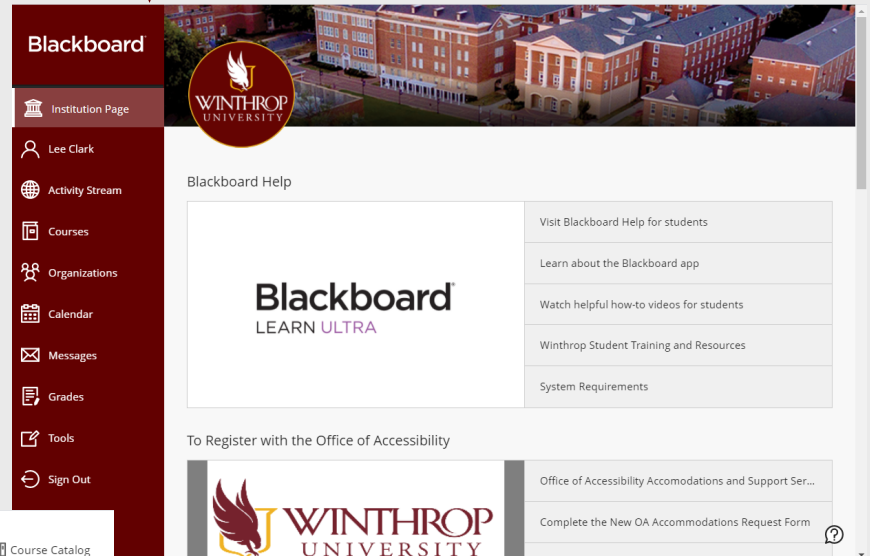 Blackboard
Institution Page
Lee Clark
Activity Stream
Courses
Organizations
Calendar
Messages
Grades
Tools
Sign Out
Course Catalog
WINTHROP
UNIVERSITY
Blackboard Help
Blackboard
LEARN ULTRA
Visit Blackboard Help for students
Learn about the Blackboard app
Watch helpful how-to videos for students
Winthrop Student Training and Resources
System Requirements
To Register with the Office of Accessibility
WINTHROP
UNIVERSITY
Office of Accessibility Accomodations and Support Ser...
Complete the New OA Accommodations Request Form